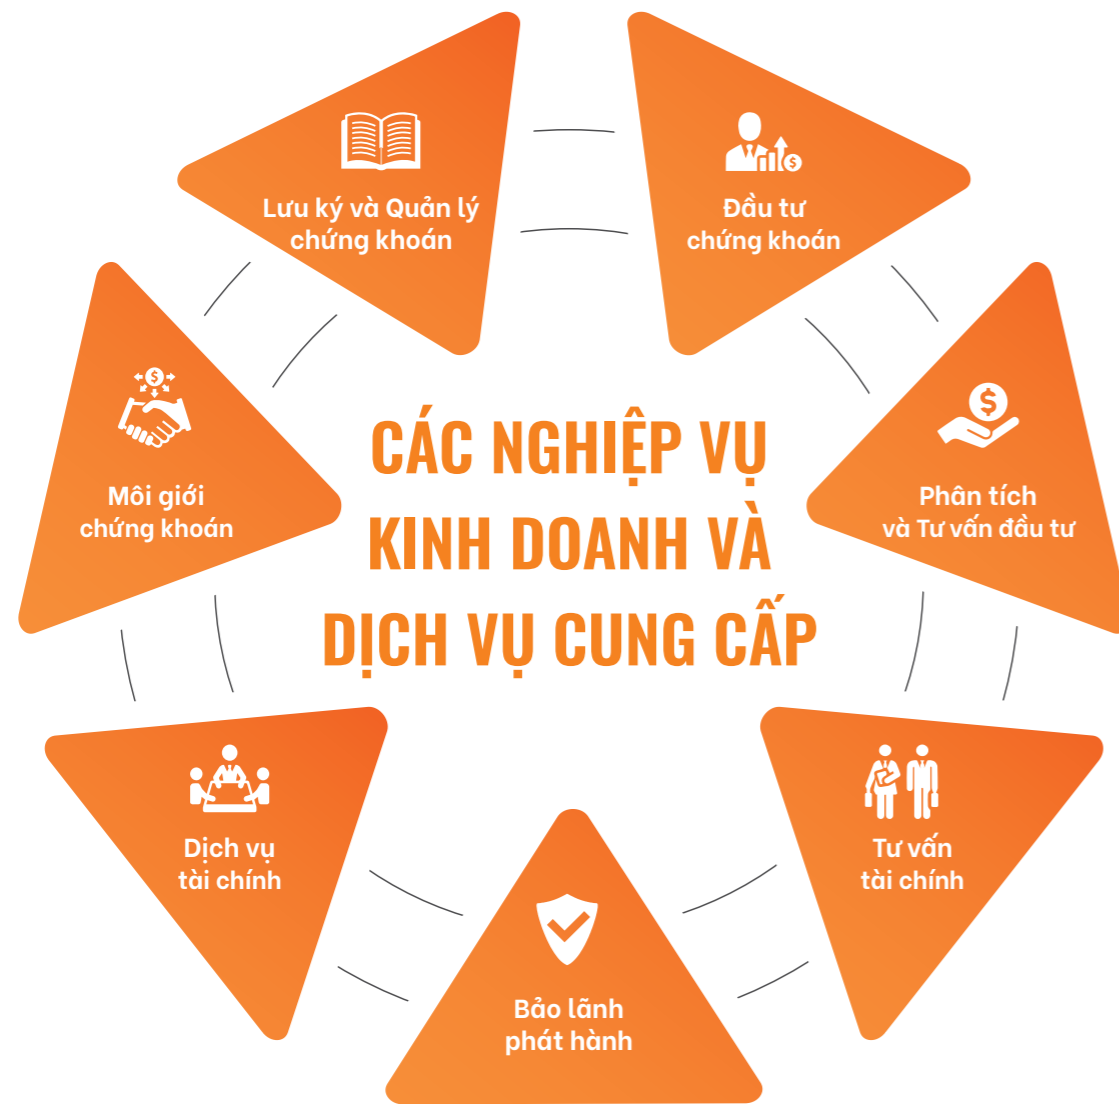 Lưu ký và Quản lý
chứng khoán
Đầu tư
chứng khoán
Môi giới
chứng khoán
CÁC NGHIỆP VỤ
KINH DOANH VÀ
DỊCH VỤ CUNG CẤP
Phân tích
và Tư vấn đầu tư
Dịch vụ
tài chính
Tư vấn
tài chính
Bảo lãnh
phát hành